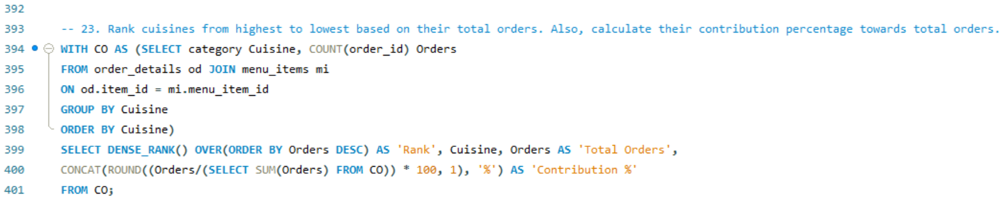 392
393 -- 23. Rank cuisines from highest to lowest based on their total orders. Also, calculate their contribution percentage towards total orders.
394 WITH CO AS (SELECT category Cuisine, COUNT(order_id) Orders
395 FROM order_details od JOIN menu_items mi
396 ON od.item_id = mi.menu_item_id
397 GROUP BY Cuisine
398 ORDER BY Cuisine)
399 SELECT DENSE_RANK() OVER(ORDER BY Orders DESC) AS 'Rank', Cuisine, Orders AS 'Total Orders',
400 CONCAT(ROUND((Orders/(SELECT SUM(Orders) FROM CO)) * 100, 1), '%') AS 'Contribution %'
401 FROM CO;